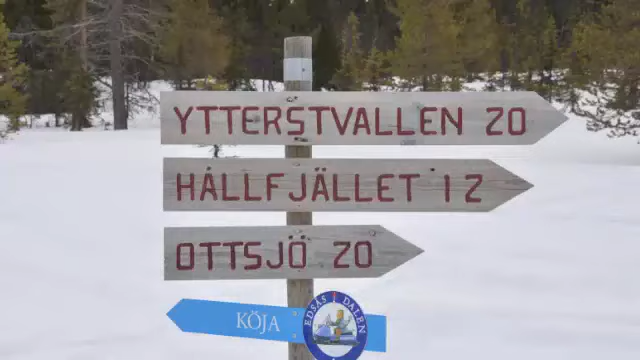 YTTERSTVALLEN 20
HÅLLFJÄLLET 12
OTTSJÖ 20
KÖJA
EDSÅSDALEN